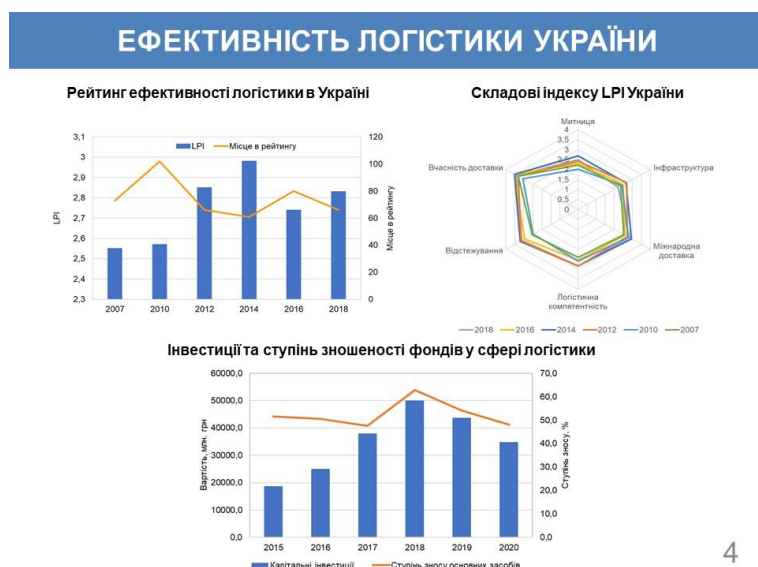 ЕФЕКТИВНІСТЬ ЛОГІСТИКИ УКРАЇНИ
Рейтинг ефективності логістики в Україні
LPI Місце в рейтингу
3,1
3
2,9
2,8
2,7
2,6
2,5
2,4
2,3
LPI
120
100
80
60
40
20
0
Місце в рейтингу
2007 2010 2012 2014 2016 2018
Складові індексу LPI України
Митниця
4
3,5
3
2,5
2
1,5
1
0,5
0
Вчасність доставки
Інфраструктура
Відстежування
Міжнародна
доставка
Логістична
компетентність
2018 2016 2014 2012 2010 2007
Інвестиції та ступінь зношеності фондів у сфері логістики
60000,0
50000,0
40000,0
30000,0
20000,0
10000,0
0,0
Вартість, млн. грн
70,0
60,0
50,0
40,0
30,0
20,0
10,0
0,0
Ступінь зносу, %
2015 2016 2017 2018 2019 2020
Капітальні інвестиції Ступінь зносу основних засобів
4